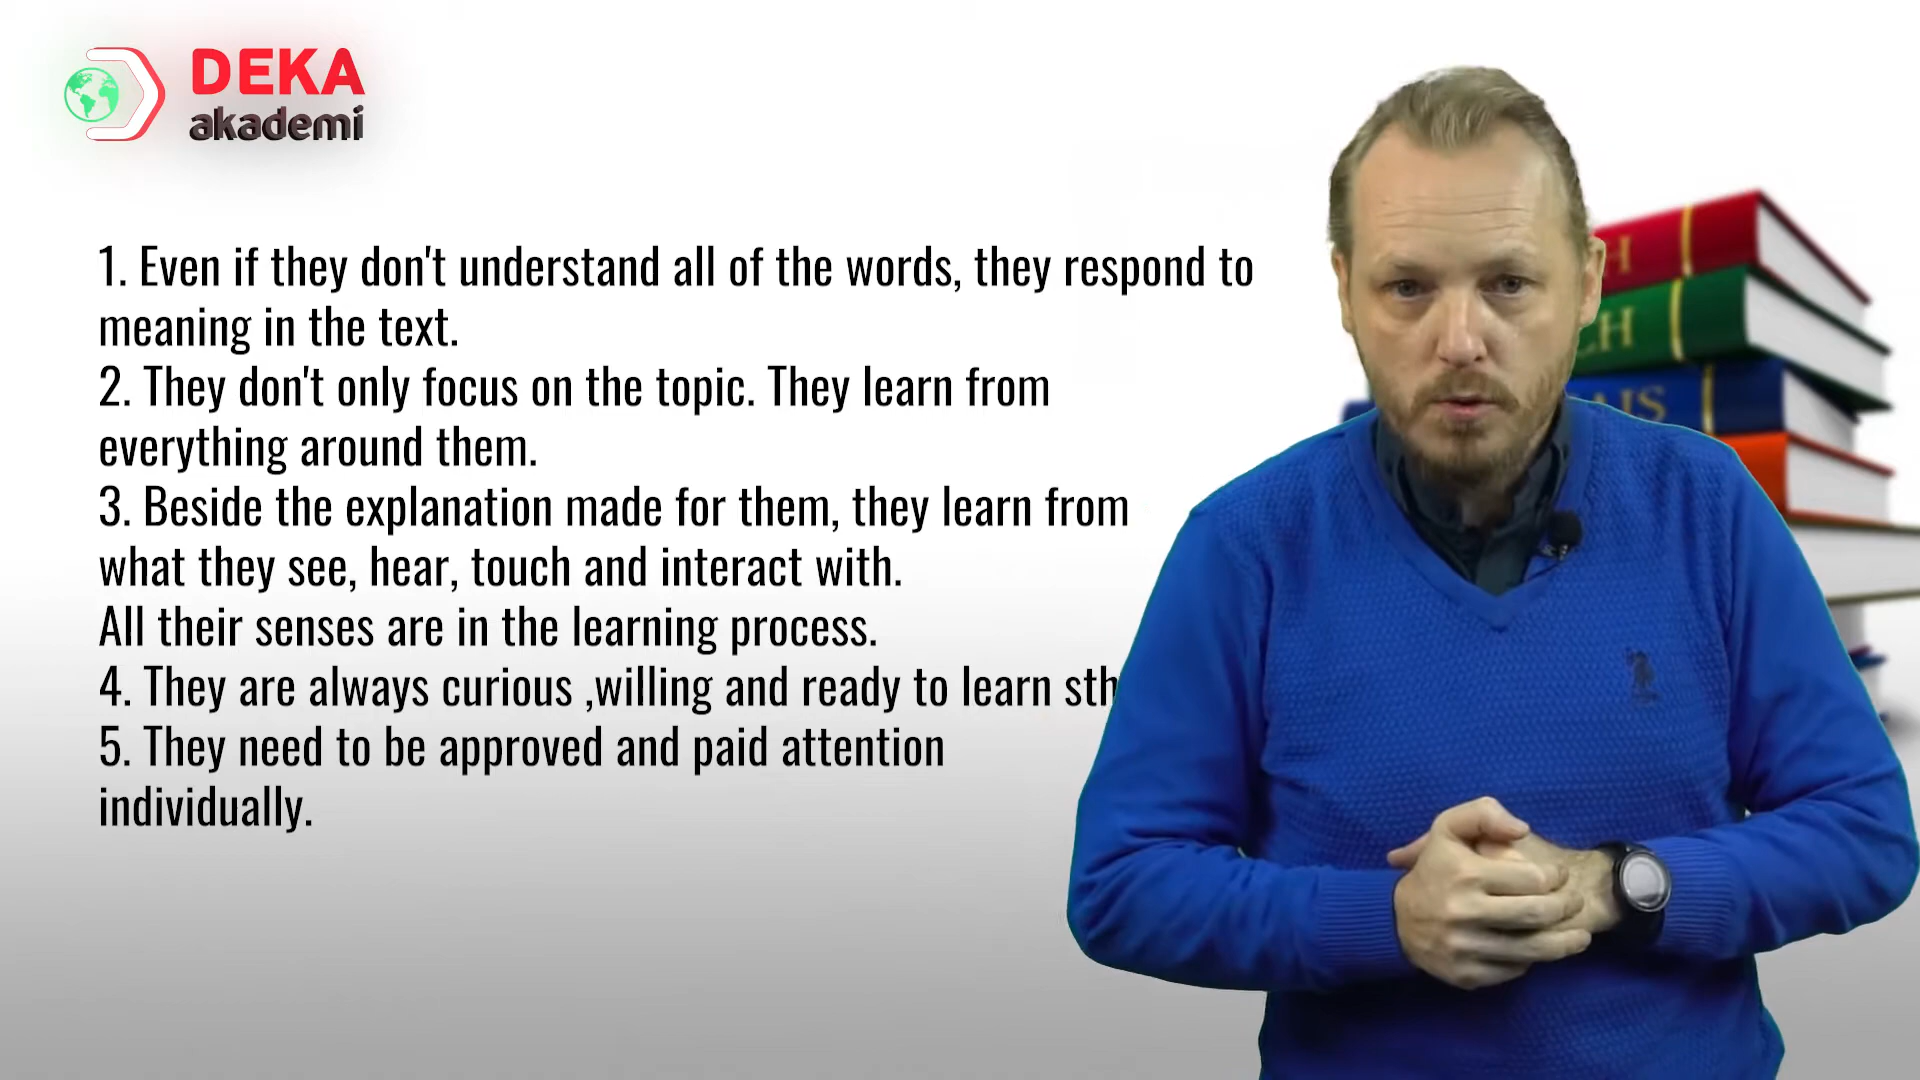 DEKA
akademi
1. Even if they don't understand all of the words, they respond to
meaning in the text.
2. They don't only focus on the topic. They learn from
everything around them.
3. Beside the explanation made for them, they learn from
what they see, hear, touch and interact with.
All their senses are in the learning process.
4. They are always curious ,willing and ready to learn sth
5. They need to be approved and paid attention
individually.